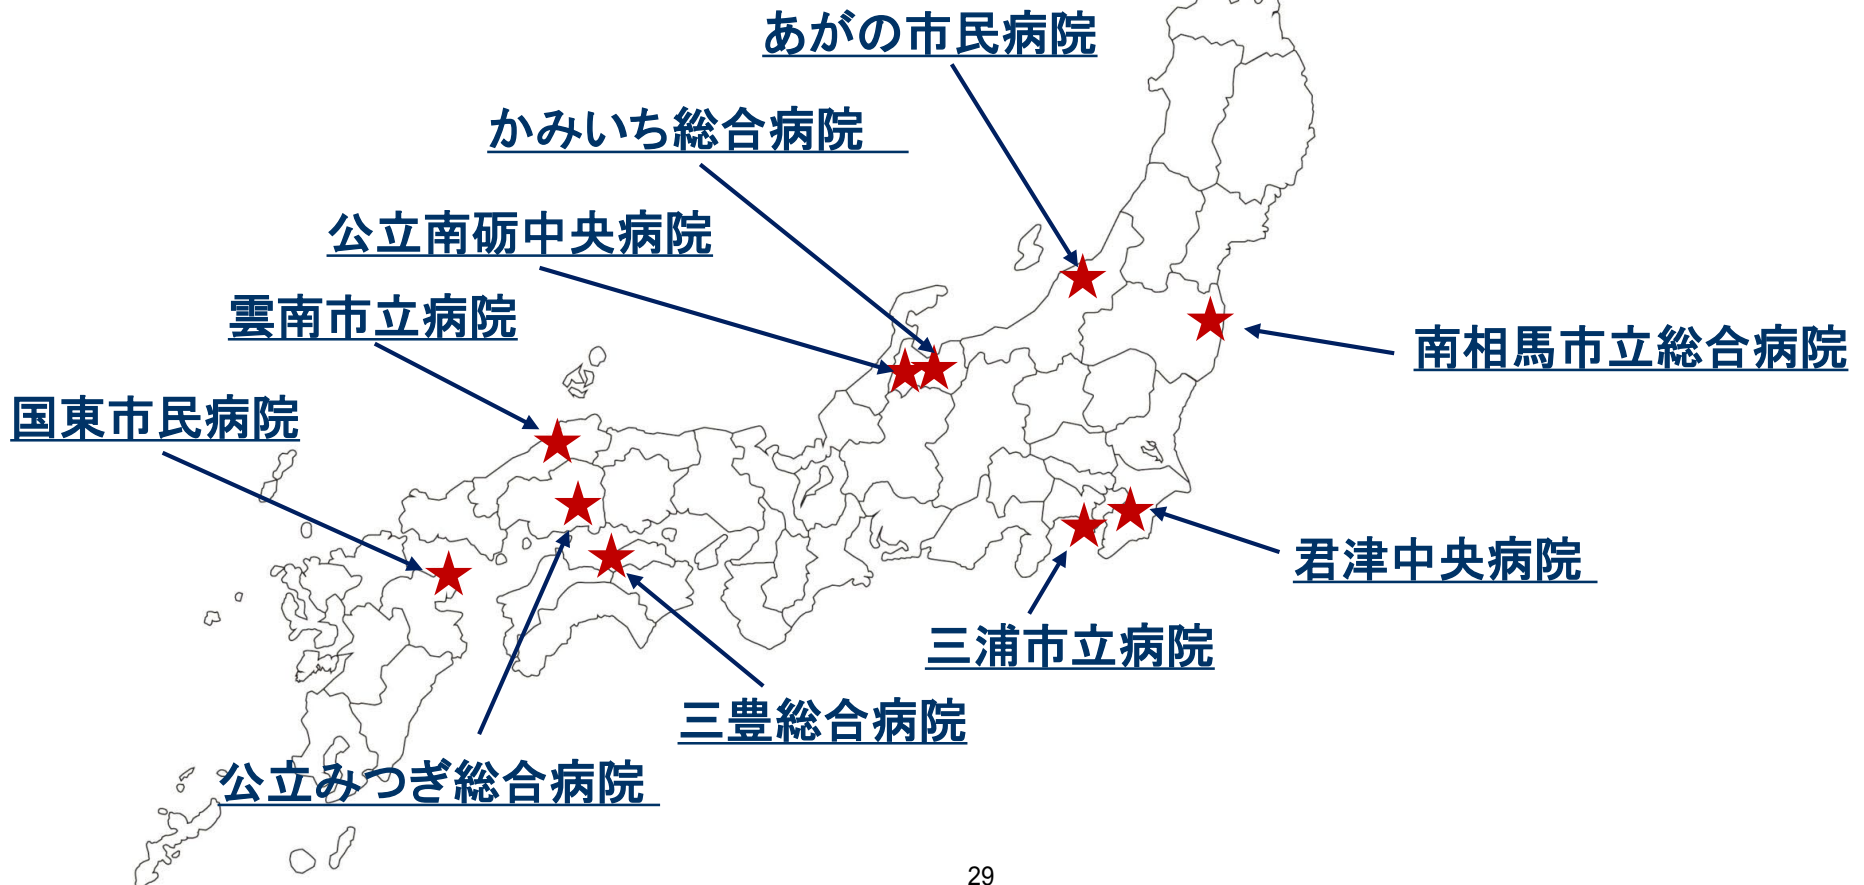 あがの市民病院
かみいち総合病院
公立南砺中央病院
雲南市立病院
南相馬市立総合病院
国東市民病院
君津中央病院
三浦市立病院
三豊総合病院
公立みつぎ総合病院
29